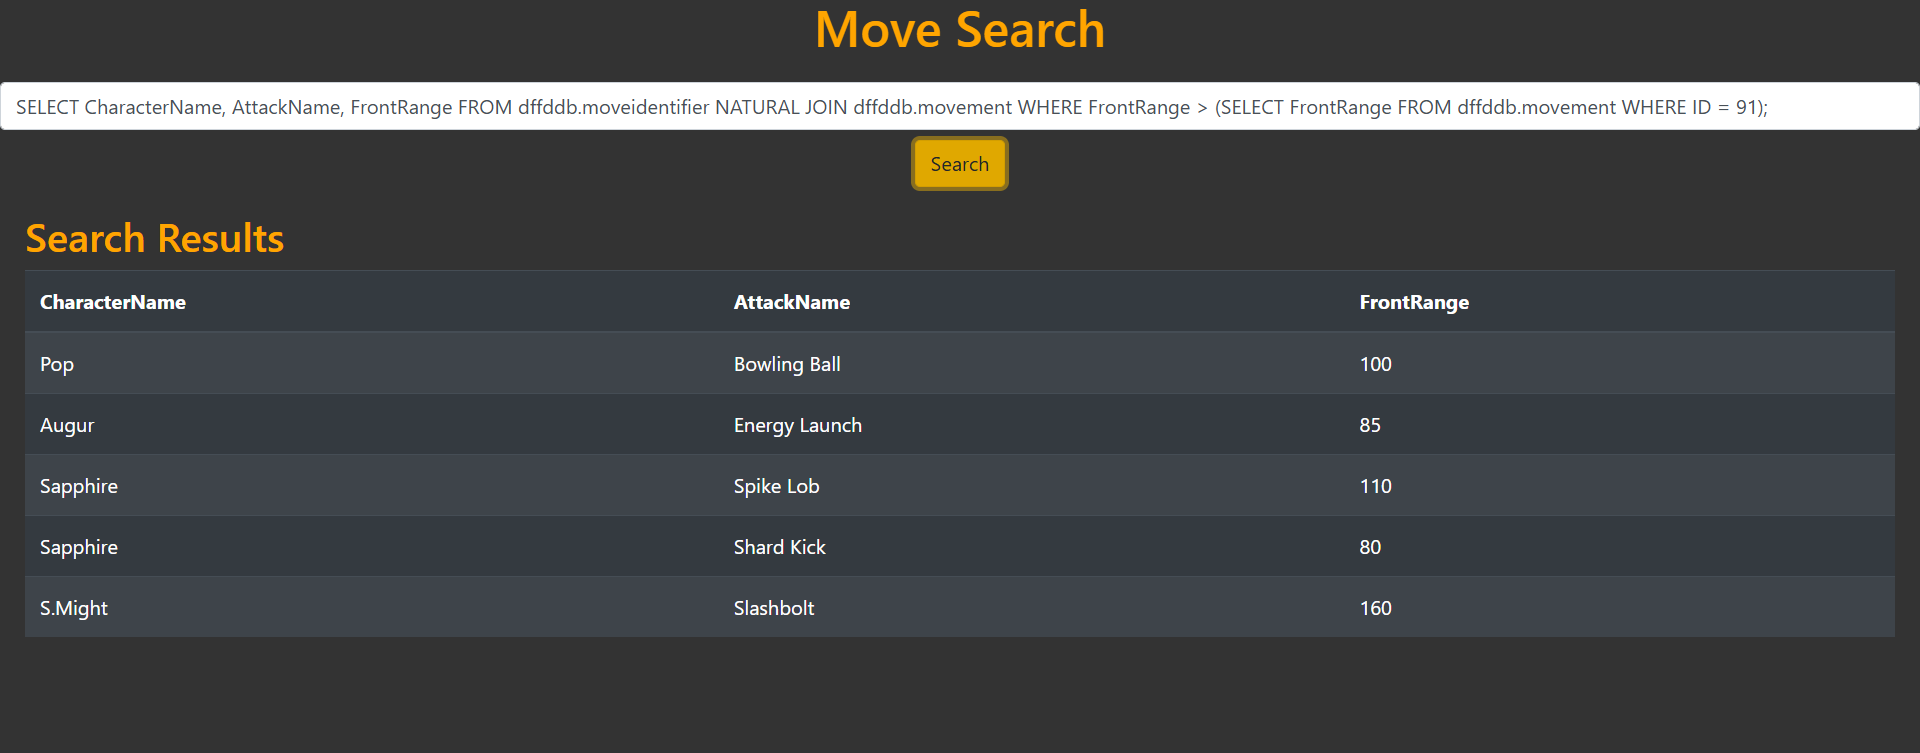 Move Search
SELECT CharacterName, AttackName, FrontRange FROM dffddb.moveidentifier NATURAL JOIN dffddb.movement WHERE FrontRange > (SELECT FrontRange FROM dffddb.movement WHERE ID = 91);
Search
Search Results
CharacterName AttackName FrontRange
Pop Bowling Ball 100
Augur Energy Launch 85
Sapphire Spike Lob 110
Sapphire Shard Kick 80
S.Might Slashbolt 160